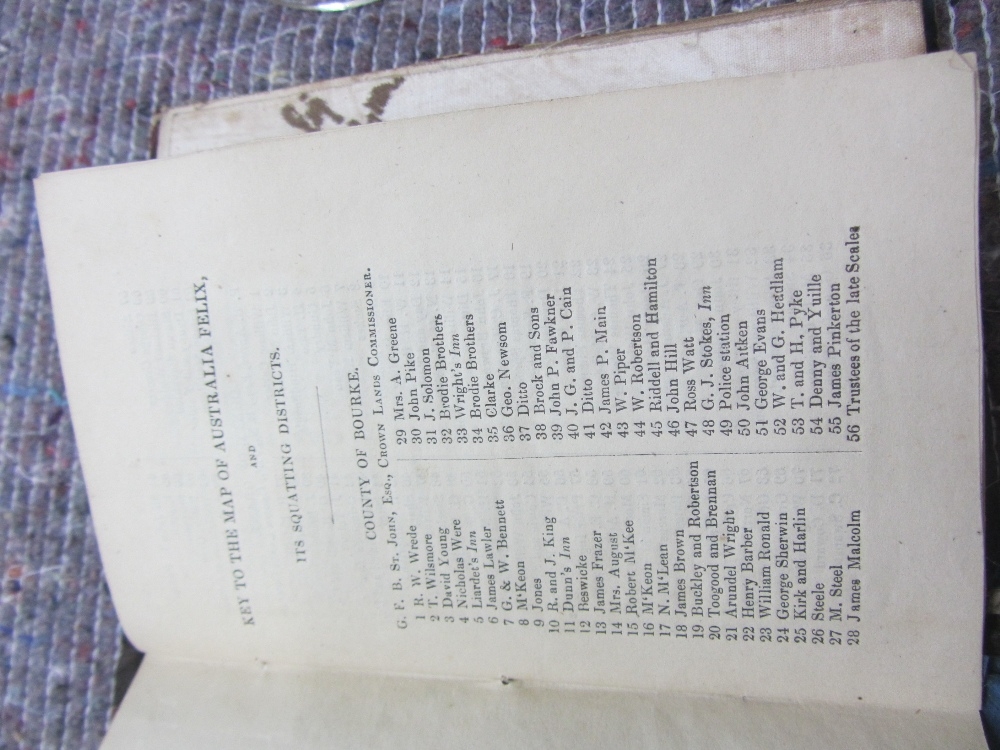 KEY TO THE MAP OF AUSTRALIA FELIX,
AND
ITS SQUATTING DISTRICTS.
COUNTY OF BOURKE.
G. F. B. St. John, Esq., Crown Lands Commissioner.
1 R. W. Wrede
2 T. Wilsmore
3 David Young
4 Nicholas Were
5 Liardet's Inn
6 James Lawler
7 G. & W. Bennett
8 M‘Keon
9 Jones
10 R. and J. King
11 Dunn's Inn
12 Beswicke
13 James Frazer
14 Mrs. August
15 Robert M‘Kee
16 M‘Keon
17 N. M‘Lean
18 James Brown
19 Buckley and Robertson
20 Toogood and Brennan
21 Arundel Wright
22 Henry Barber
23 William Ronald
24 George Sherwin
25 Kirk and Harlin
26 Steele
27 M. Steel
28 James Malcolm
29 Mrs. A. Greene
30 John Pike
31 J. Solomon
32 Brodie Brothers
33 Wright's Inn
34 Brodie Brothers
35 Clarke
36 Geo. Newsom
37 Ditto
38 Brock and Sons
39 John P. Fawkner
40 J. G. and P. Cain
41 Ditto
42 James P. Main
43 W. Piper
44 W. Robertson
45 Riddell and Hamilton
46 John Hill
47 Ross Watt
48 G. J. Stokes, Inn
49 Police station
50 John Aitken
51 George Evans
52 W. and G. Headlam
53 T. and H. Pyke
54 Denny and Yuille
55 James Pinkerton
56 Trustees of the late Scales